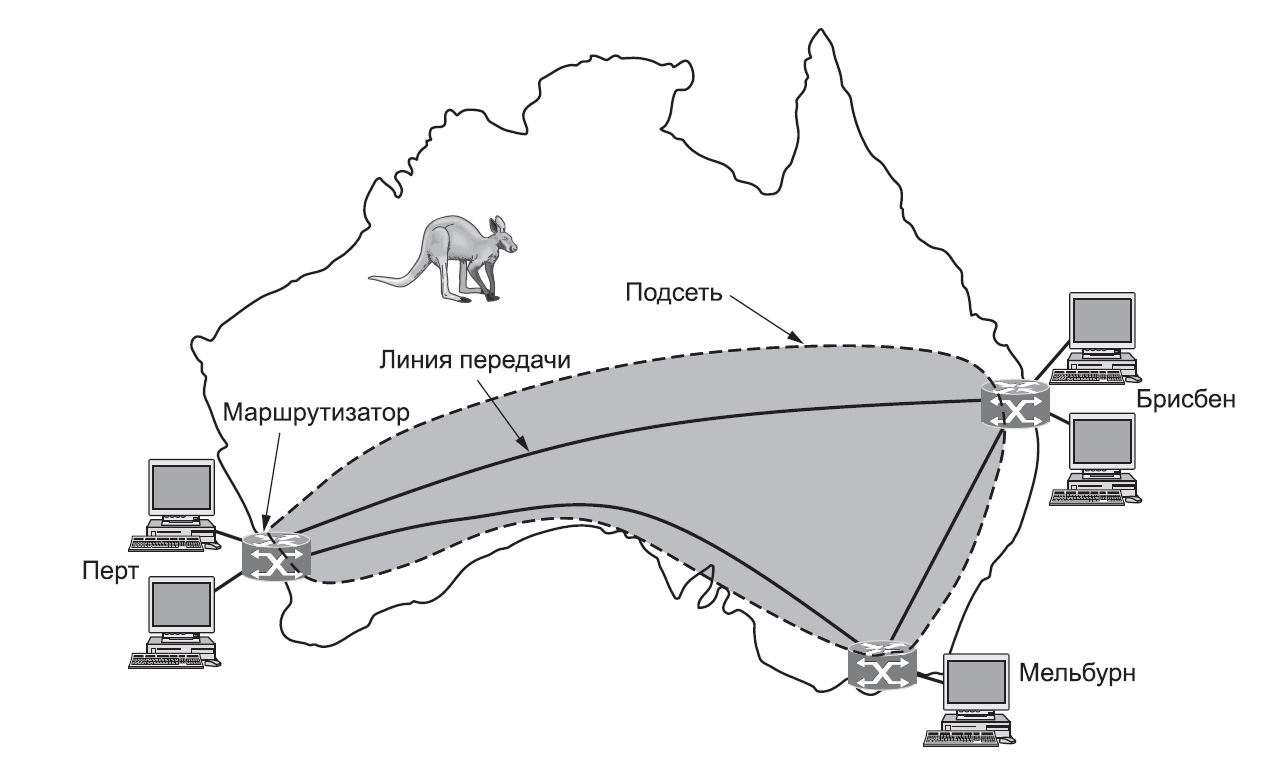 Подсеть
Линия передачи
Маршрутизатор
Брисбен
Перт
Мельбурн